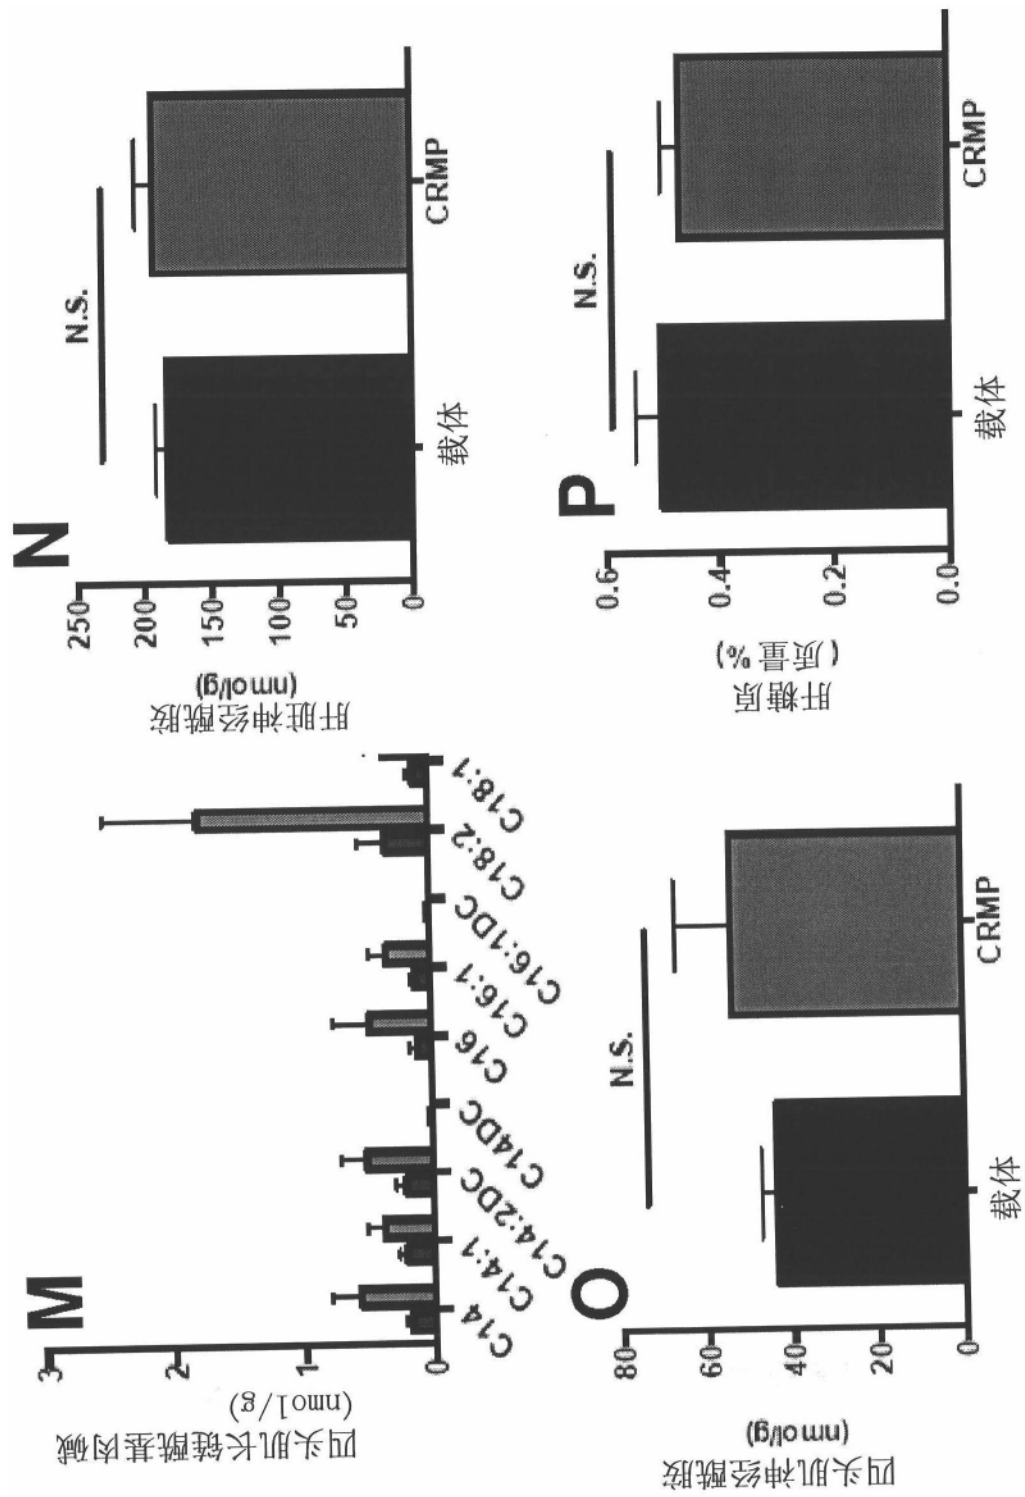 M
四头肌长链酰基肉碱
(nmol/g)
3
2
1
0
C14
C14:1
C14:2DC
C14DC
C16
C16:1
C16:1DC
C18:2
C18:1
N
肝脏神经酰胺
(nmol/g)
250
200
150
100
50
0
N.S.
载体
CRMP
O
四头肌神经酰胺
(nmol/g)
80
60
40
20
0
N.S.
载体
CRMP
P
肝糖原
(质量%)
0.6
0.4
0.2
0.0
N.S.
载体
CRMP